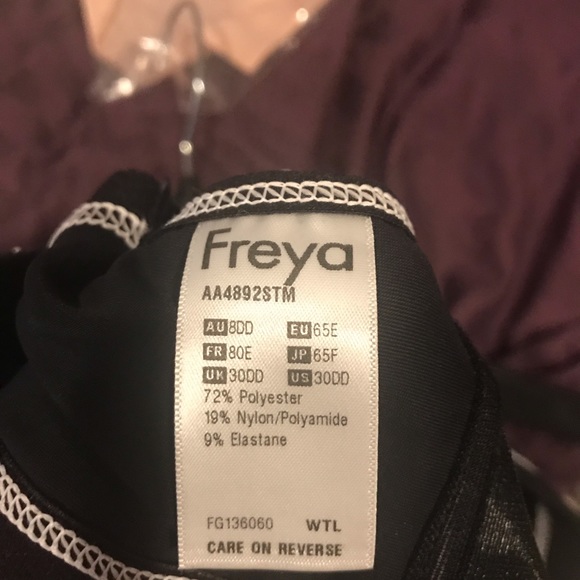 Freya
AA4892STM
AU 8DD EU 65E
FR 80E JP 65F
UK 30DD US 30DD
72% Polyester
19% Nylon/Polyamide
9% Elastane
FG136060 WTL
CARE ON REVERSE